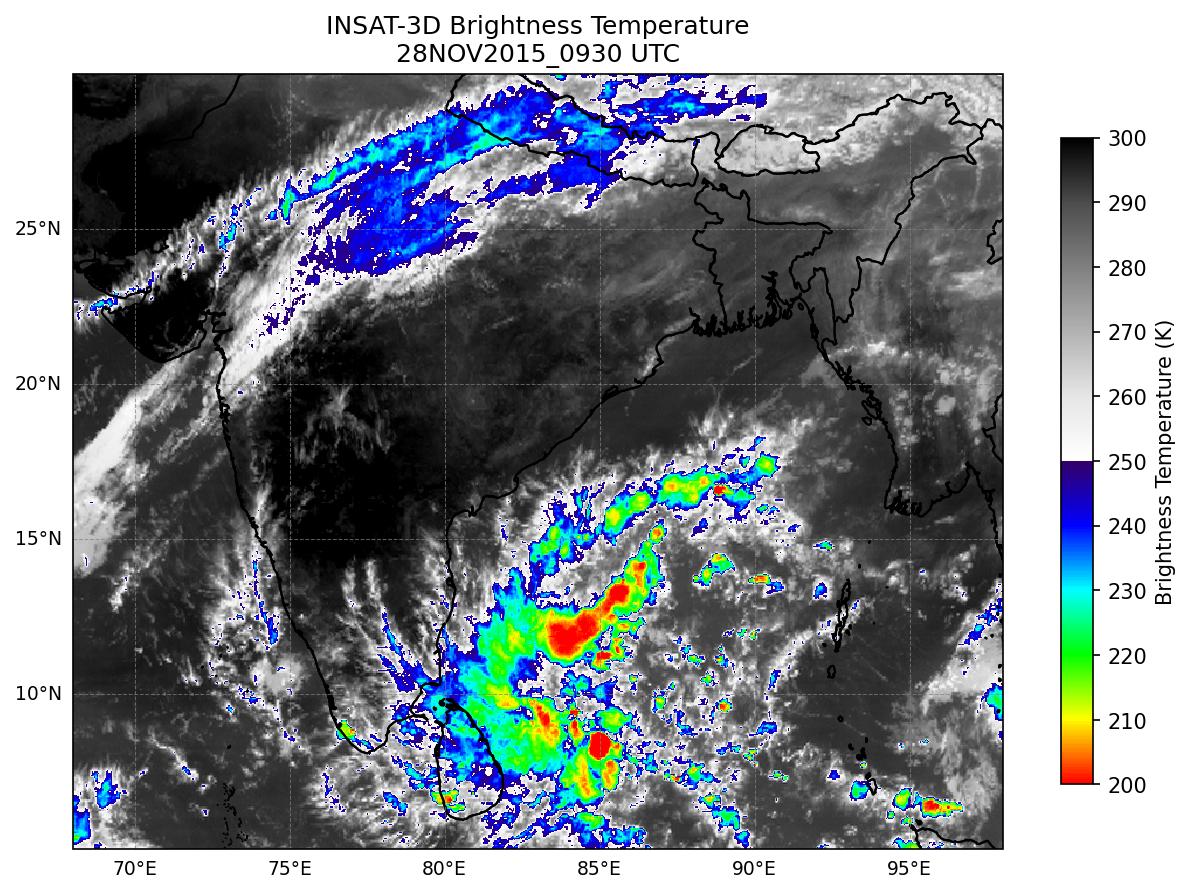 INSAT-3D Brightness Temperature
28NOV2015_0930 UTC
25°N
20°N
15°N
10°N
70°E
75°E
80°E
85°E
90°E
95°E
300
290
280
270
260
250
240
230
220
210
200
Brightness Temperature (K)